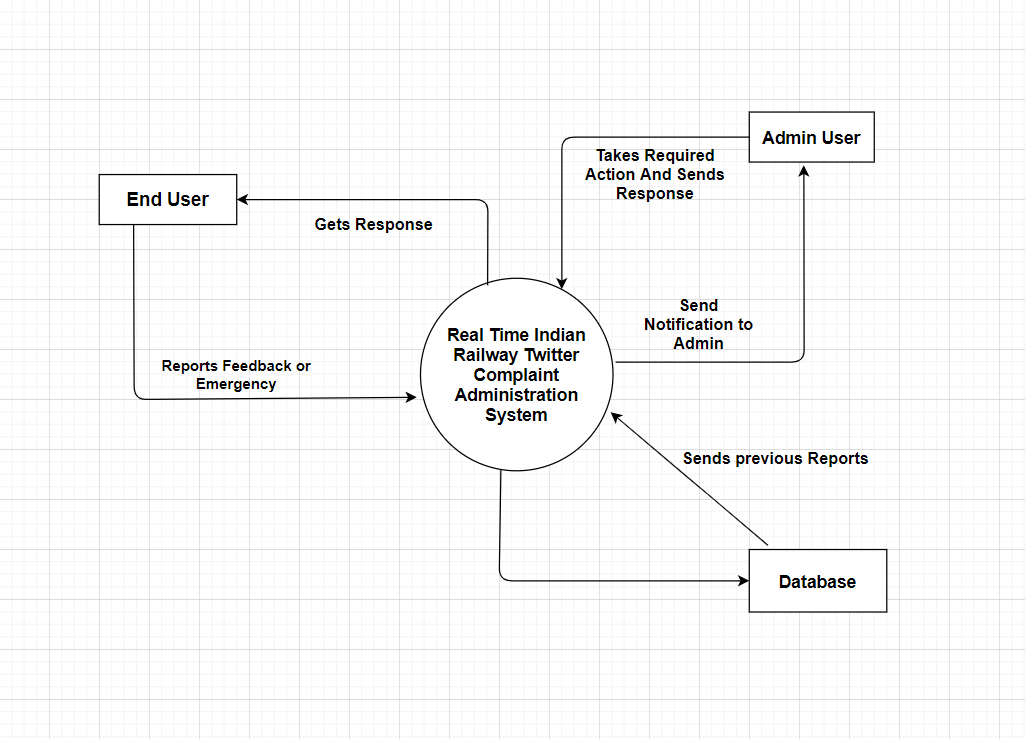 Admin User
Takes Required
Action And Sends
Response
End User
Gets Response
Send
Notification to
Admin
Real Time Indian
Railway Twitter
Complaint
Administration
System
Reports Feedback or
Emergency
Sends previous Reports
Database